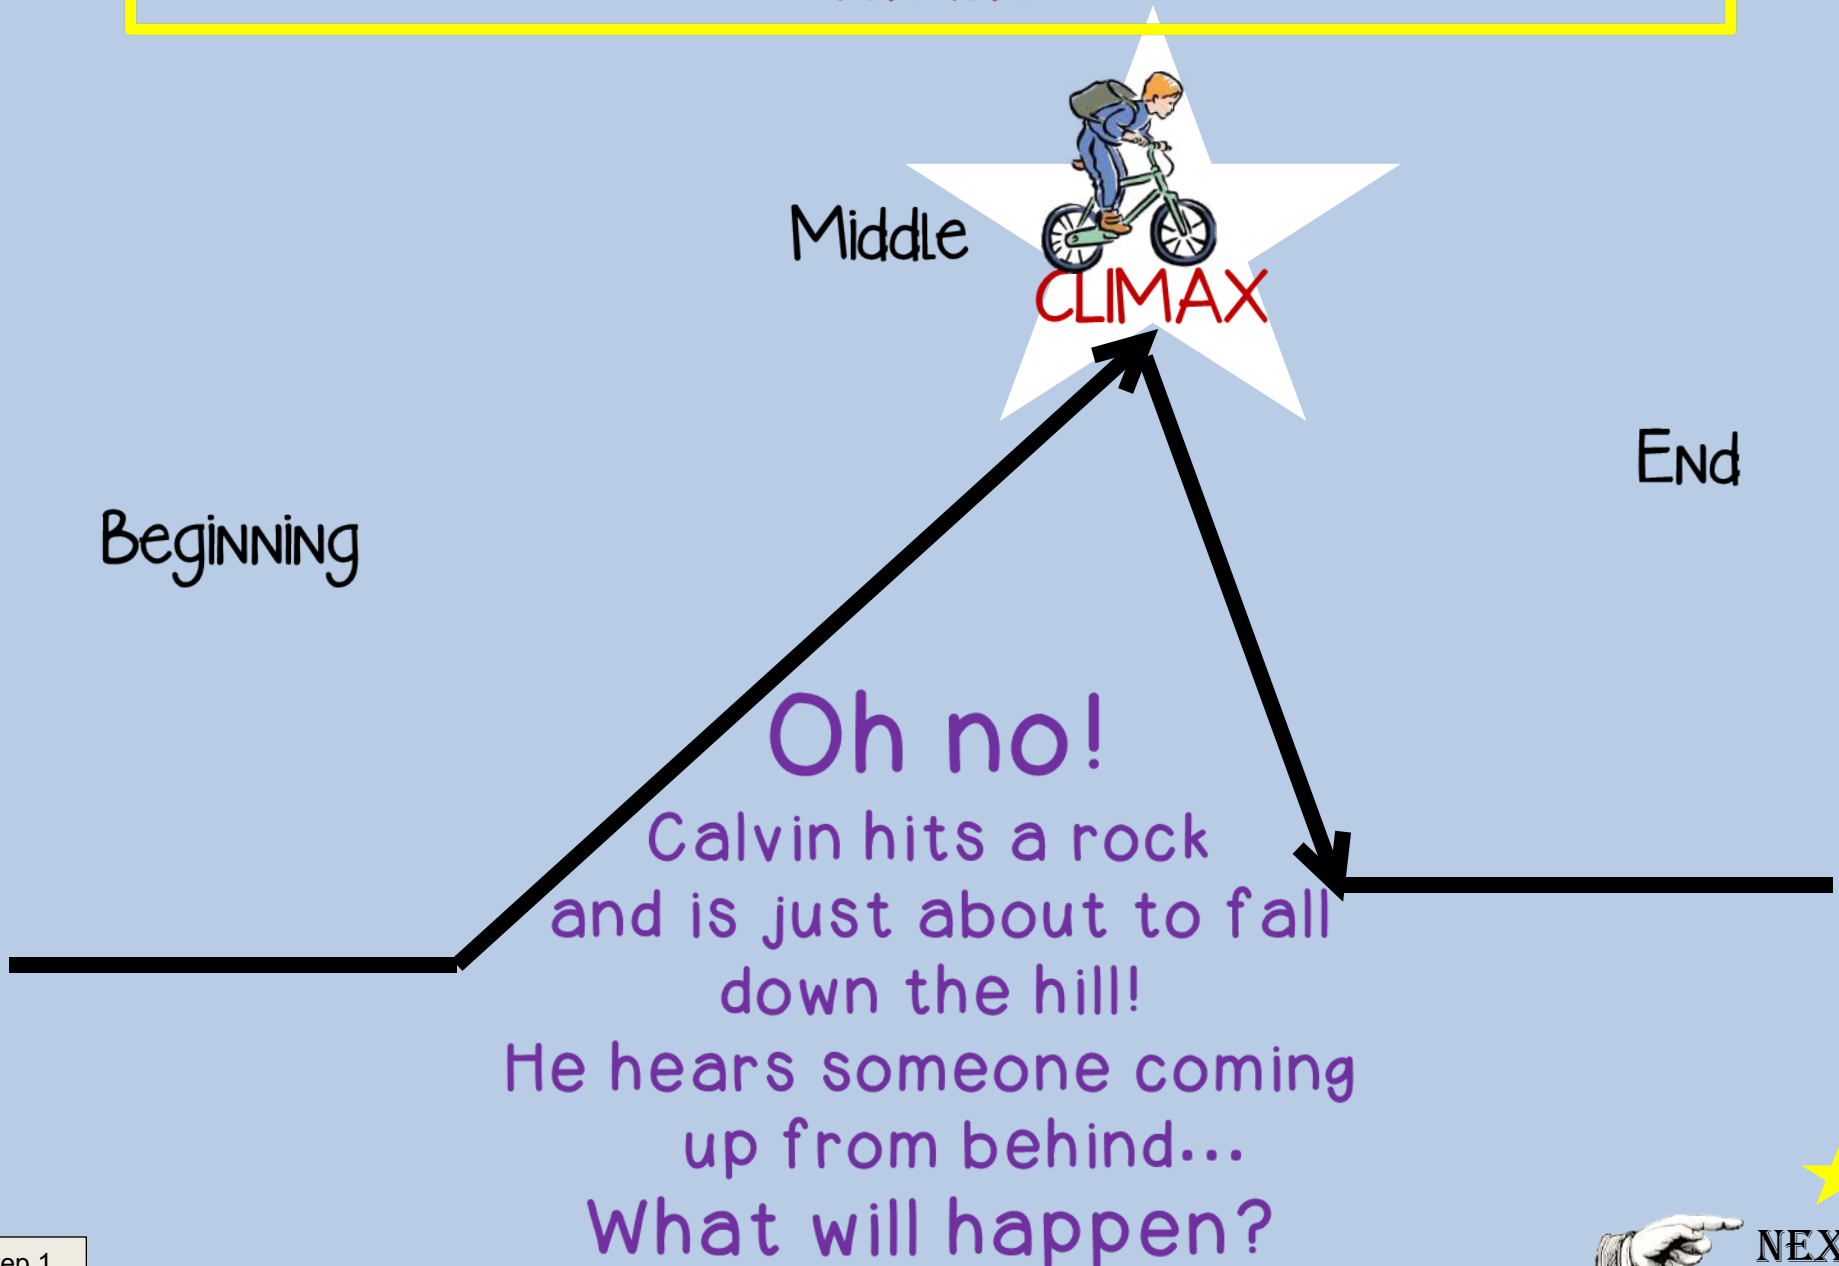 Middle
CLIMAX
End
Beginning
Oh no!
Calvin hits a rock
and is just about to fall
down the hill!
He hears someone coming
up from behind...
What will happen?